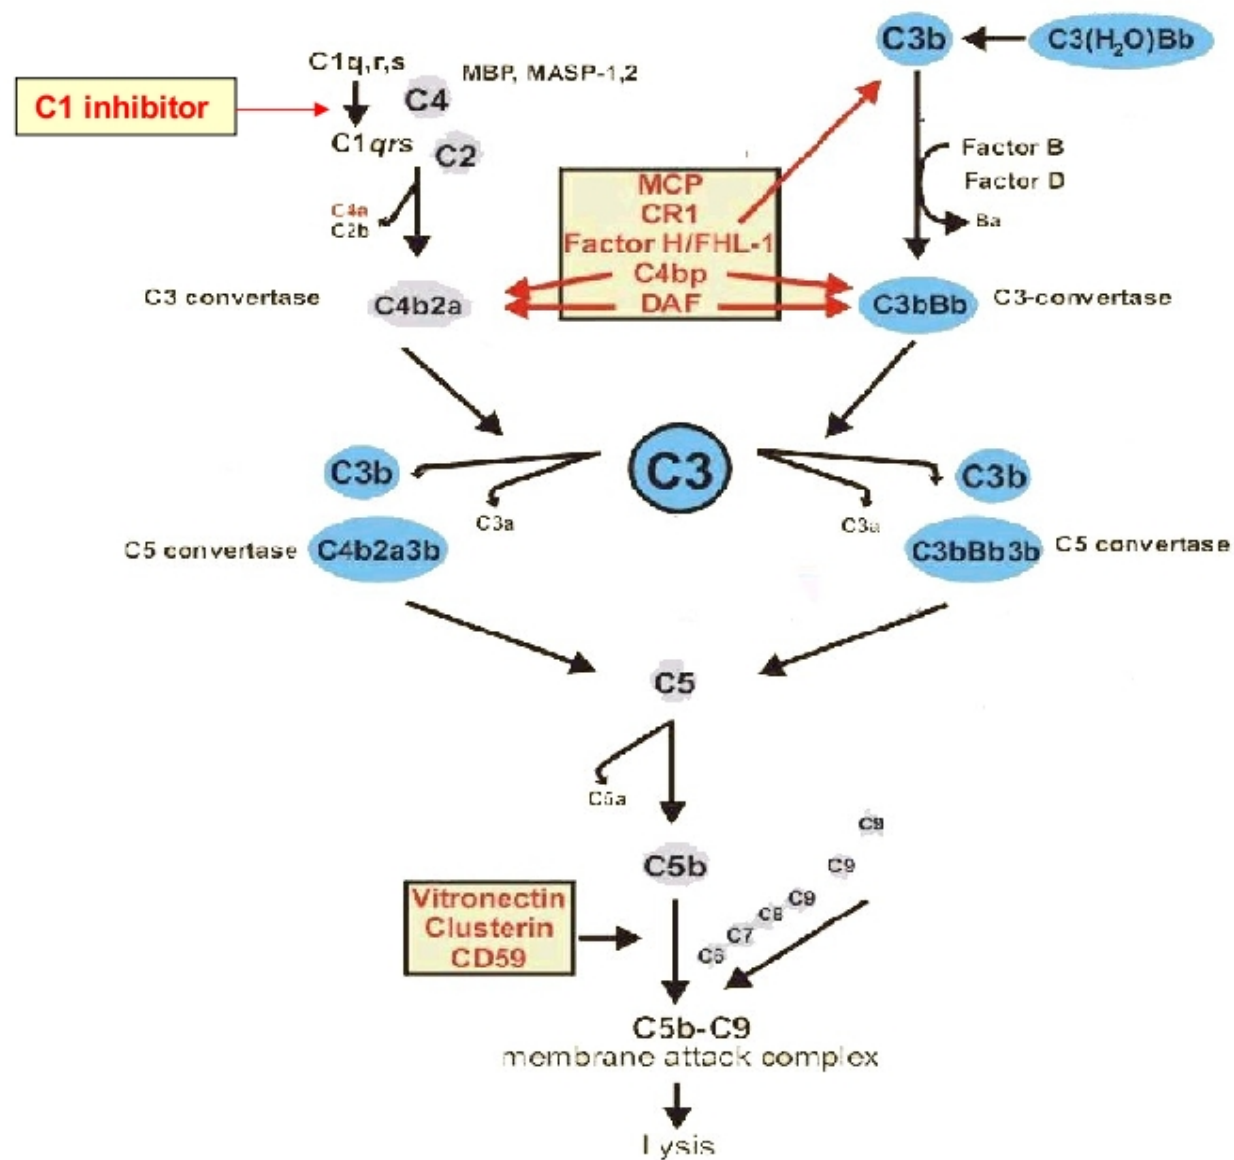 C3b
C3(H₂O)Bb
C1q,r,s
MBP, MASP-1,2
C4
C1 inhibitor
C1qrs
C2
Factor B
Factor D
Ba
C4a
C2b
MCP
CR1
Factor H/FHL-1
C4bp
DAF
C3 convertase
C4b2a
C3bBb
C3-convertase
C3
C3b
C3a
C3a
C3b
C5 convertase
C4b2a3b
C3bBb3b
C5 convertase
C5
C5a
C5b
Vitronectin
Clusterin
CD59
C6
C7
C8
C9
C9
C9
C5b-C9
membrane attack complex
Lysis